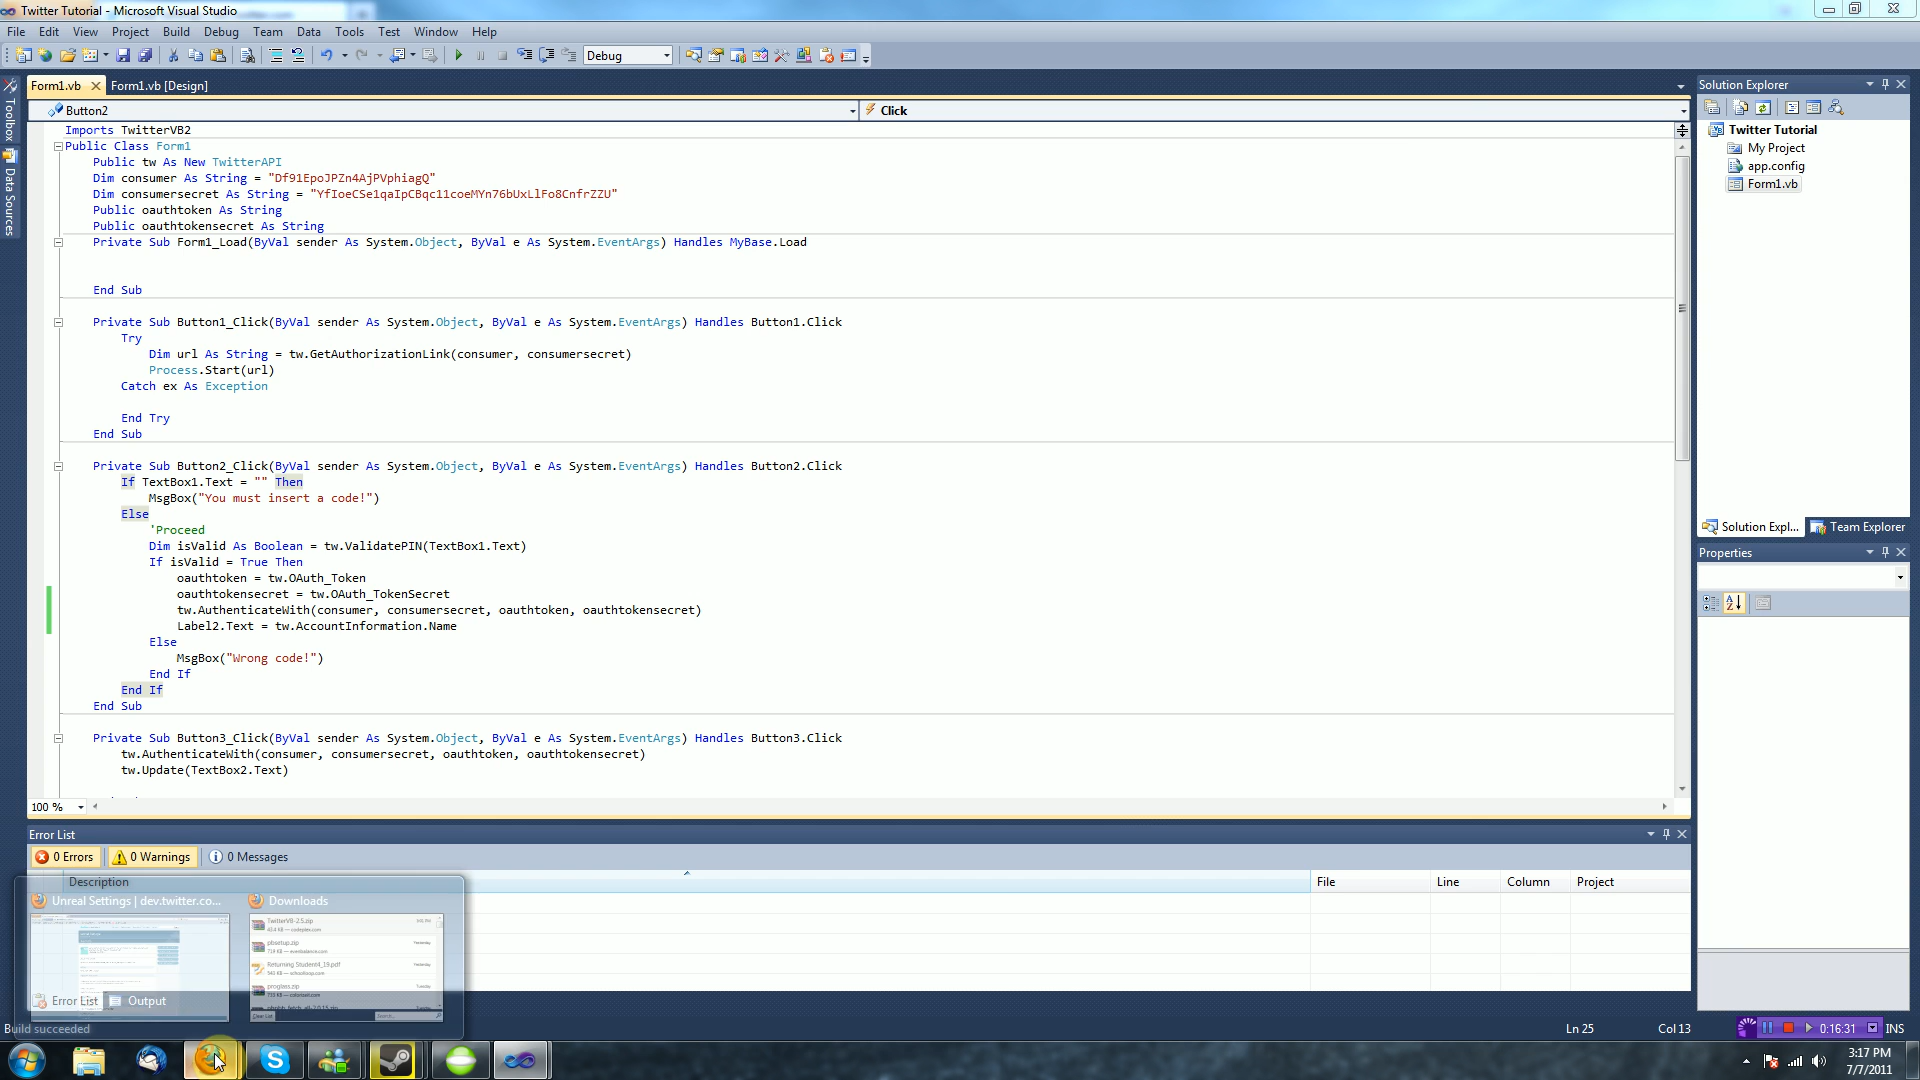 Twitter Tutorial - Microsoft Visual Studio
File Edit View Project Build Debug Team Data Tools Test Window Help
Debug
Form1.vb Form1.vb [Design]
Button2 Click
Toolbox
Data Sources
Imports TwitterVB2
Public Class Form1
Public tw As New TwitterAPI
Dim consumer As String = "Df91EpoJPZn4AjPVphiagQ"
Dim consumersecret As String = "YfIoeCSe1qaIpCBqc11coeMYn76bUxLlFo8CnfrZZU"
Public oauthtoken As String
Public oauthtokensecret As String
Private Sub Form1_Load(ByVal sender As System.Object, ByVal e As System.EventArgs) Handles MyBase.Load
End Sub
Private Sub Button1_Click(ByVal sender As System.Object, ByVal e As System.EventArgs) Handles Button1.Click
Try
Dim url As String = tw.GetAuthorizationLink(consumer, consumersecret)
Process.Start(url)
Catch ex As Exception
End Try
End Sub
Private Sub Button2_Click(ByVal sender As System.Object, ByVal e As System.EventArgs) Handles Button2.Click
If TextBox1.Text = "" Then
MsgBox("You must insert a code!")
Else
'Proceed
Dim isValid As Boolean = tw.ValidatePIN(TextBox1.Text)
If isValid = True Then
oauthtoken = tw.OAuth_Token
oauthtokensecret = tw.OAuth_TokenSecret
tw.AuthenticateWith(consumer, consumersecret, oauthtoken, oauthtokensecret)
Label2.Text = tw.AccountInformation.Name
Else
MsgBox("Wrong code!")
End If
End If
End Sub
Private Sub Button3_Click(ByVal sender As System.Object, ByVal e As System.EventArgs) Handles Button3.Click
tw.AuthenticateWith(consumer, consumersecret, oauthtoken, oauthtokensecret)
tw.Update(TextBox2.Text)
100 %
Solution Explorer
Twitter Tutorial
My Project
app.config
Form1.vb
Solution Expl... Team Explorer
Properties
Error List
0 Errors 0 Warnings 0 Messages
Description File Line Column Project
Unreal Settings | dev.twitter.co... Downloads
TwitterVB-2.5.zip
pbsetup.zip
Returning Student4_19.pdf
proglass.zip
Error List Output
Build succeeded
Ln 25 Col 13 0:16:31 INS
3:17 PM
7/7/2011